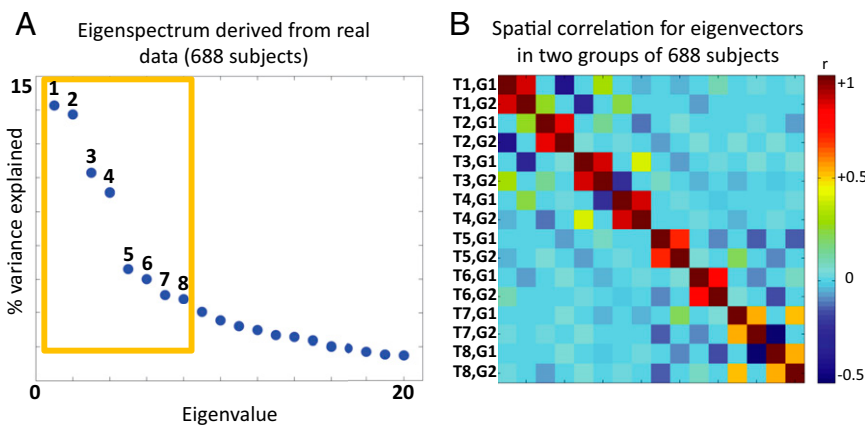 A
Eigenspectrum derived from real
data (688 subjects)
15
1
2
3
4
5
6
7
8
% variance explained
0
20
Eigenvalue
B
Spatial correlation for eigenvectors
in two groups of 688 subjects
T1,G1
T1,G2
T2,G1
T2,G2
T3,G1
T3,G2
T4,G1
T4,G2
T5,G1
T5,G2
T6,G1
T6,G2
T7,G1
T7,G2
T8,G1
T8,G2
r
+1
+0.5
0
-0.5